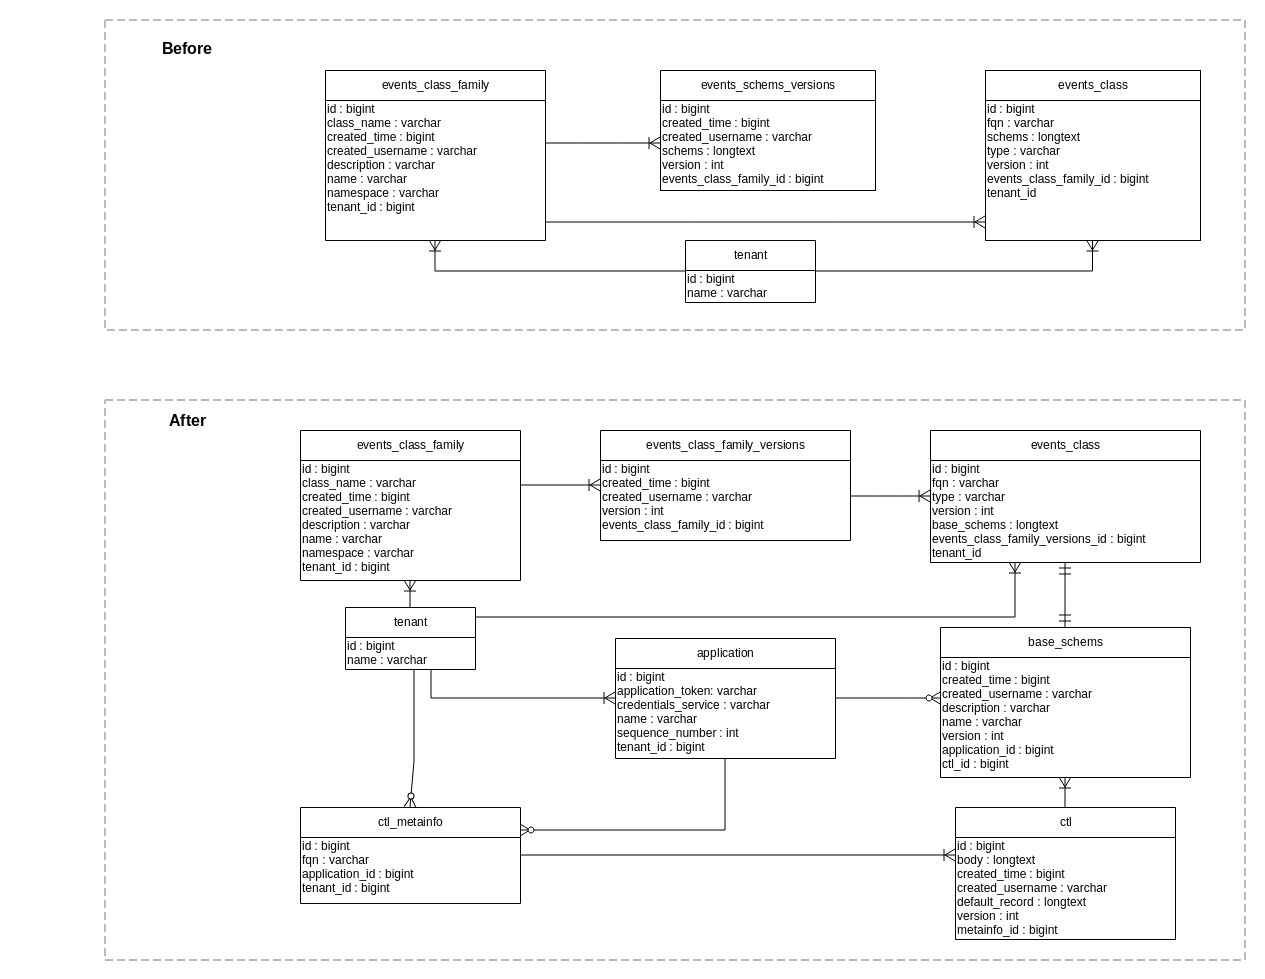 Before
events_class_family
id : bigint
class_name : varchar
created_time : bigint
created_username : varchar
description : varchar
name : varchar
namespace : varchar
tenant_id : bigint
events_schems_versions
id : bigint
created_time : bigint
created_username : varchar
schems : longtext
version : int
events_class_family_id : bigint
events_class
id : bigint
fqn : varchar
schems : longtext
type : varchar
version : int
events_class_family_id : bigint
tenant_id
tenant
id : bigint
name : varchar
After
events_class_family
id : bigint
class_name : varchar
created_time : bigint
created_username : varchar
description : varchar
name : varchar
namespace : varchar
tenant_id : bigint
events_class_family_versions
id : bigint
created_time : bigint
created_username : varchar
version : int
events_class_family_id : bigint
events_class
id : bigint
fqn : varchar
type : varchar
version : int
base_schems : longtext
events_class_family_versions_id : bigint
tenant_id
tenant
id : bigint
name : varchar
application
id : bigint
application_token: varchar
credentials_service : varchar
name : varchar
sequence_number : int
tenant_id : bigint
base_schems
id : bigint
created_time : bigint
created_username : varchar
description : varchar
name : varchar
version : int
application_id : bigint
ctl_id : bigint
ctl_metainfo
id : bigint
fqn : varchar
application_id : bigint
tenant_id : bigint
ctl
id : bigint
body : longtext
created_time : bigint
created_username : varchar
default_record : longtext
version : int
metainfo_id : bigint